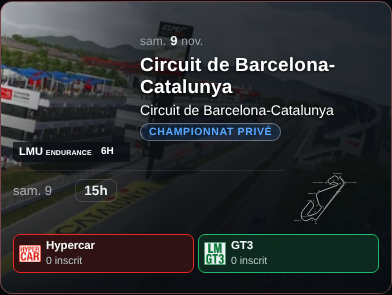 sam. 9 nov.
Circuit de Barcelona-
Catalunya
Circuit de Barcelona-Catalunya
CHAMPIONNAT PRIVÉ
LMU ENDURANCE 6H
sam. 9 15h
HYPER
CAR
Hypercar
0 inscrit
LM
GT3
GT3
0 inscrit